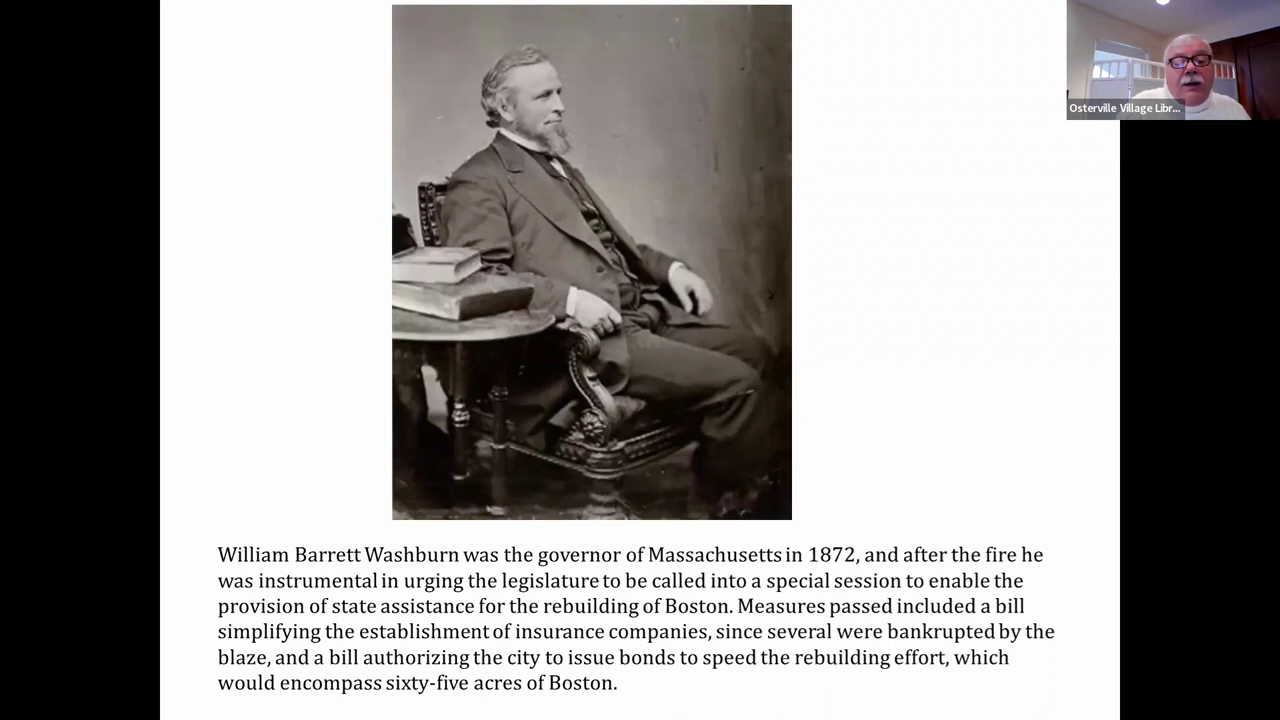 Osterville Village Libr...
William Barrett Washburn was the governor of Massachusetts in 1872, and after the fire he
was instrumental in urging the legislature to be called into a special session to enable the
provision of state assistance for the rebuilding of Boston. Measures passed included a bill
simplifying the establishment of insurance companies, since several were bankrupted by the
blaze, and a bill authorizing the city to issue bonds to speed the rebuilding effort, which
would encompass sixty-five acres of Boston.